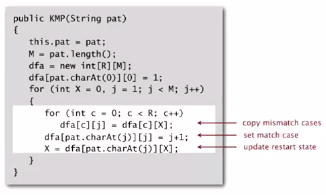 public KMP(String pat)
{
this.pat = pat;
M = pat.length();
dfa = new int[R][M];
dfa[pat.charAt(0)][0] = 1;
for (int X = 0, j = 1; j < M; j++)
{
for (int c = 0; c < R; c++)
dfa[c][j] = dfa[c][X];
copy mismatch cases
dfa[pat.charAt(j)][j] = j+1;
set match case
X = dfa[pat.charAt(j)][X];
update restart state
}
}